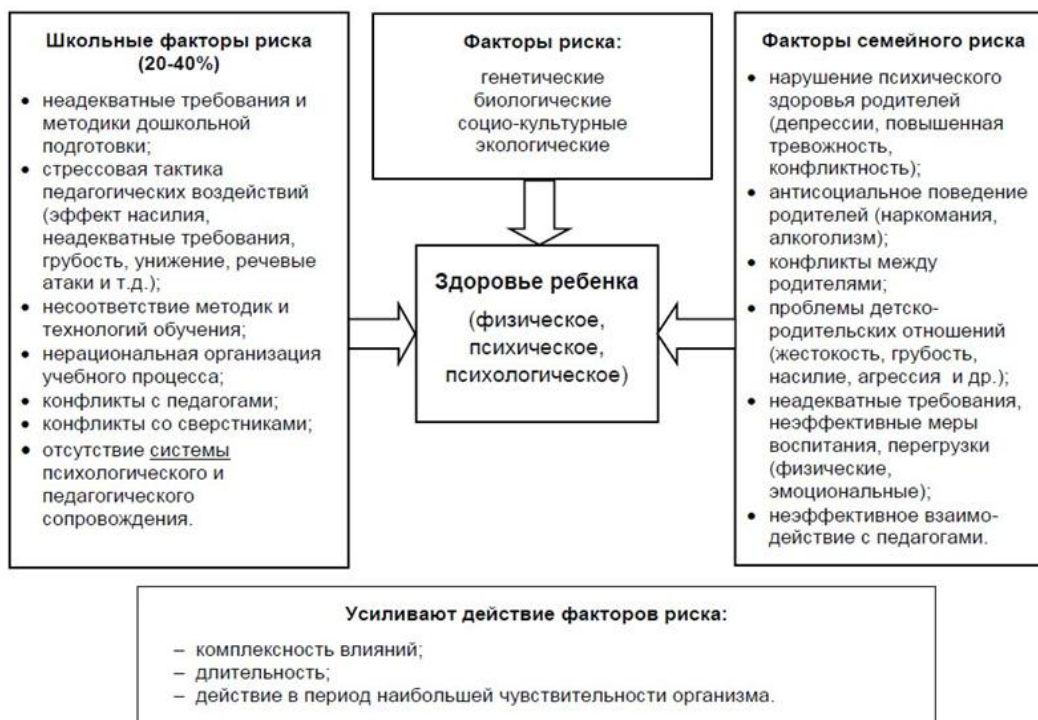 Школьные факторы риска
(20-40%)
• неадекватные требования и
методики дошкольной
подготовки;
• стрессовая тактика
педагогических воздействий
(эффект насилия,
неадекватные требования,
грубость, унижение, речевые
атаки и т.д.);
• несоответствие методик и
технологий обучения;
• нерациональная организация
учебного процесса;
• конфликты с педагогами;
• конфликты со сверстниками;
• отсутствие системы
психологического и
педагогического
сопровождения.
Факторы риска:
генетические
биологические
социо-культурные
экологические
Здоровье ребенка
(физическое,
психическое,
психологическое)
Факторы семейного риска
• нарушение психического
здоровья родителей
(депрессии, повышенная
тревожность,
конфликтность);
• антисоциальное поведение
родителей (наркомания,
алкоголизм);
• конфликты между
родителями;
• проблемы детско-
родительских отношений
(жестокость, грубость,
насилие, агрессия и др.);
• неадекватные требования,
неэффективные меры
воспитания, перегрузки
(физические,
эмоциональные);
• неэффективное взаимо-
действие с педагогами.
Усиливают действие факторов риска:
– комплексность влияний;
– длительность;
– действие в период наибольшей чувствительности организма.